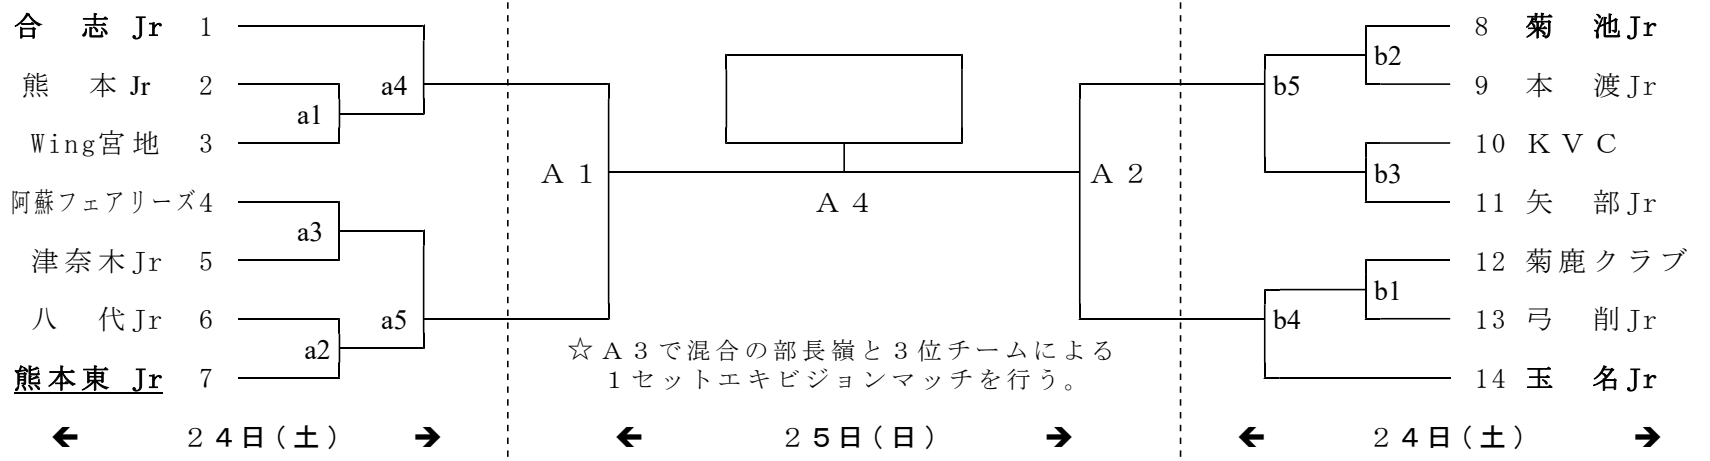 合 志 Jr 1
熊 本 Jr 2
Wing宮地 3
阿蘇フェアリーズ4
津奈木Jr 5
八 代Jr 6
熊本東 Jr 7
a1
a3
a2
a4
a5
A 1
A 4
A 2
☆A3で混合の部長嶺と3位チームによる
1セットエキビジョンマッチを行う。
b5
b4
b2
b3
b1
8 菊 池Jr
9 本 渡Jr
10 KVC
11 矢 部Jr
12 菊鹿クラブ
13 弓 削Jr
14 玉 名Jr
🡸 24日(土) 🡺 🡸 25日(日) 🡺 🡸 24日(土) 🡺